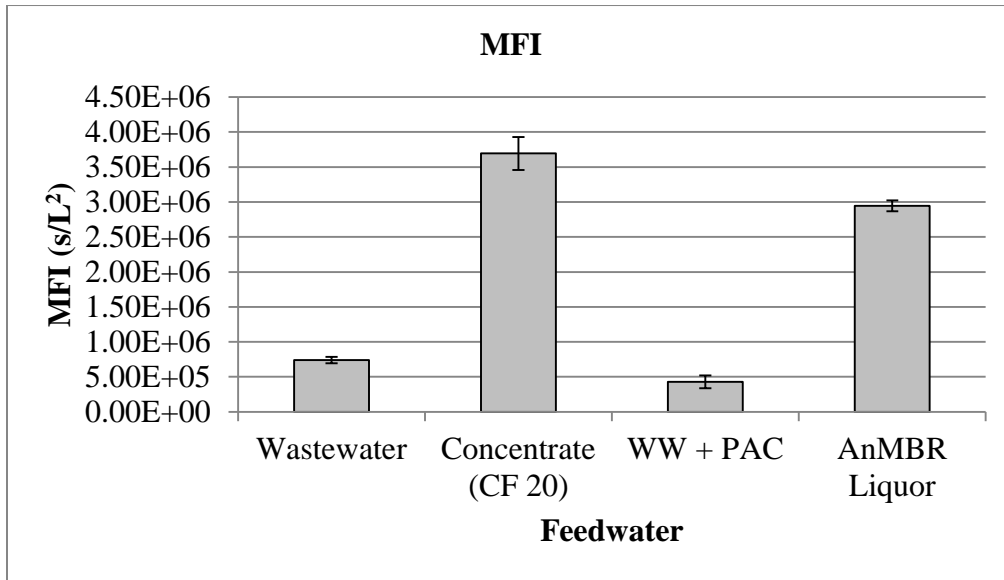 MFI
MFI (s/L²)
4.50E+06
4.00E+06
3.50E+06
3.00E+06
2.50E+06
2.00E+06
1.50E+06
1.00E+06
5.00E+05
0.00E+00
Wastewater
Concentrate
(CF 20)
WW + PAC
AnMBR
Liquor
Feedwater